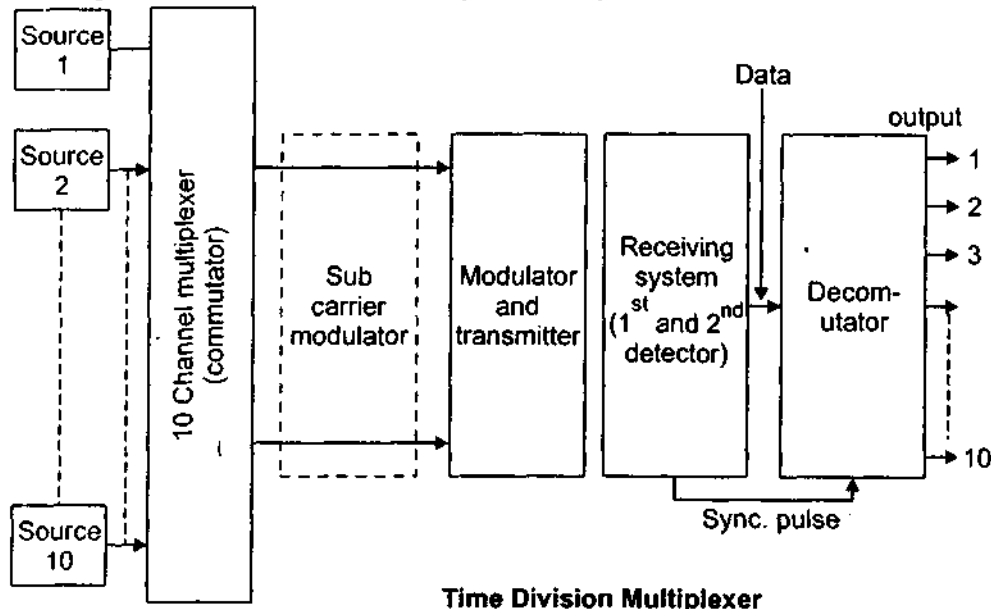 Source
1
Source
2
Source
10
10 Channel multiplexer
(commutator)
Sub
carrier
modulator
Modulator
and
transmitter
Receiving
system
(1st and 2nd
detector)
Data
Decom-
utator
output
1
2
3
10
Sync. pulse
Time Division Multiplexer